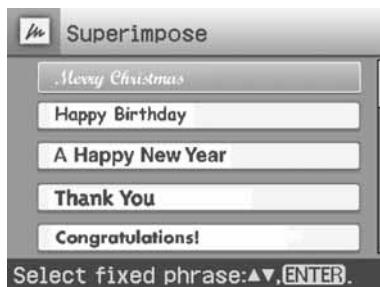 Superimpose
Merry Christmas
Happy Birthday
A Happy New Year
Thank You
Congratulations!
Select fixed phrase:▲▼,ENTER.